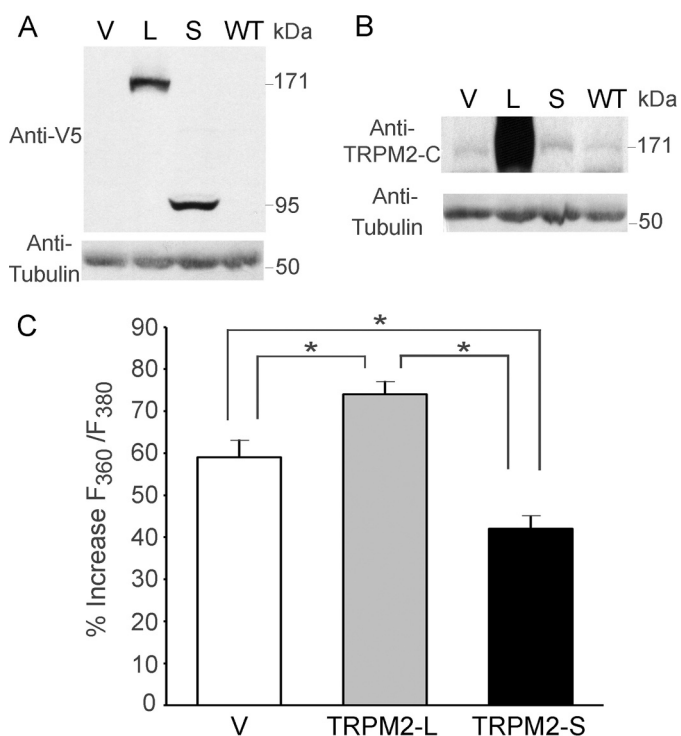 A
V L S WT kDa
Anti-V5
171
95
Anti-
Tubulin
50
B
V L S WT kDa
Anti-
TRPM2-C
171
Anti-
Tubulin
50
C
% Increase F360/F380
90
80
70
60
50
40
30
20
10
0
*
* *
V TRPM2-L TRPM2-S